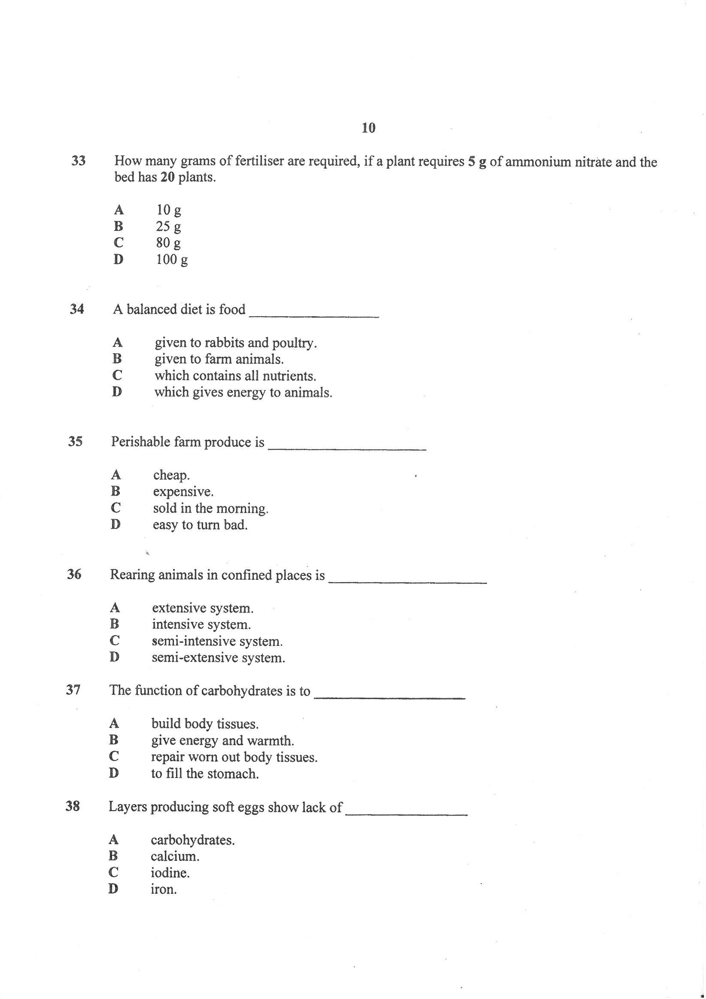 10
33 How many grams of fertiliser are required, if a plant requires 5 g of ammonium nitrate and the
bed has 20 plants.
A 10 g
B 25 g
C 80 g
D 100 g
34 A balanced diet is food ____________
A given to rabbits and poultry.
B given to farm animals.
C which contains all nutrients.
D which gives energy to animals.
35 Perishable farm produce is ____________
A cheap.
B expensive.
C sold in the morning.
D easy to turn bad.
36 Rearing animals in confined places is ____________
A extensive system.
B intensive system.
C semi-intensive system.
D semi-extensive system.
37 The function of carbohydrates is to ____________
A build body tissues.
B give energy and warmth.
C repair worn out body tissues.
D to fill the stomach.
38 Layers producing soft eggs show lack of ____________
A carbohydrates.
B calcium.
C iodine.
D iron.